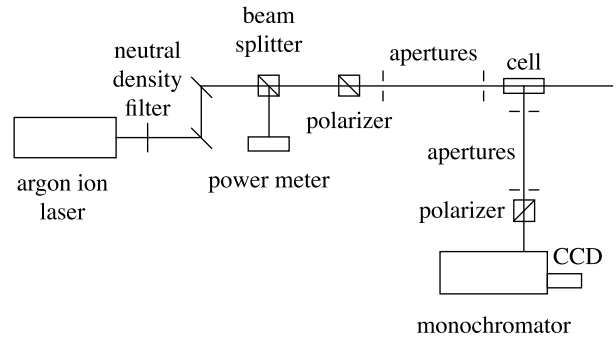 beam
splitter
neutral
density
filter
apertures
cell
polarizer
power meter
argon ion
laser
apertures
polarizer
CCD
monochromator